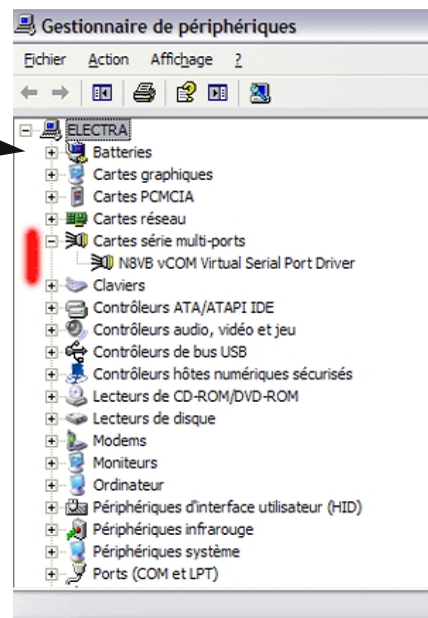 Gestionnaire de périphériques
Fichier Action Affichage ?
ELECTRA
Batteries
Cartes graphiques
Cartes PCMCIA
Cartes réseau
Cartes série multi-ports
N8VB vCOM Virtual Serial Port Driver
Claviers
Contrôleurs ATA/ATAPI IDE
Contrôleurs audio, vidéo et jeu
Contrôleurs de bus USB
Contrôleurs hôtes numériques sécurisés
Lecteurs de CD-ROM/DVD-ROM
Lecteurs de disque
Modems
Moniteurs
Ordinateur
Périphériques d'interface utilisateur (HID)
Périphériques infrarouge
Périphériques système
Ports (COM et LPT)